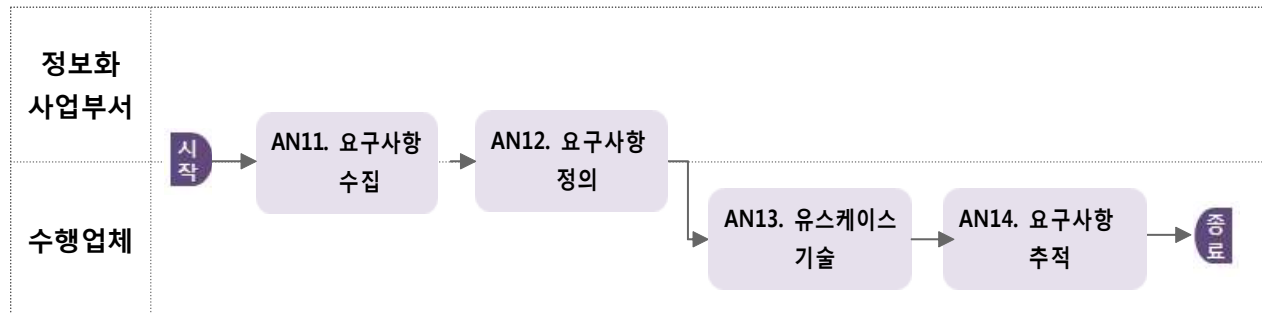 정보화
사업부서
시
작
AN11. 요구사항
수집
AN12. 요구사항
정의
수행업체
AN13. 유스케이스
기술
AN14. 요구사항
추적
종
료